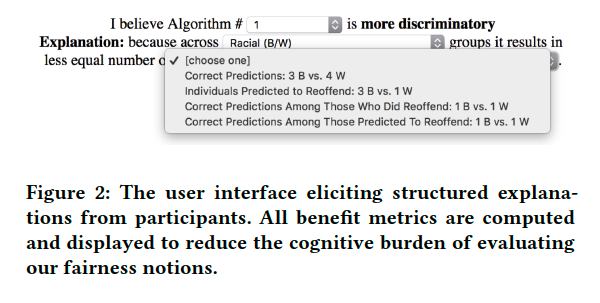 I believe Algorithm # 1 is more discriminatory
Explanation: because across Racial (B/W) groups it results in
less equal number o
✓ [choose one]
Correct Predictions: 3 B vs. 4 W
Individuals Predicted to Reoffend: 3 B vs. 1 W
Correct Predictions Among Those Who Did Reoffend: 1 B vs. 1 W
Correct Predictions Among Those Predicted To Reoffend: 1 B vs. 1 W
.
Figure 2: The user interface eliciting structured explana-
tions from participants. All benefit metrics are computed
and displayed to reduce the cognitive burden of evaluating
our fairness notions.